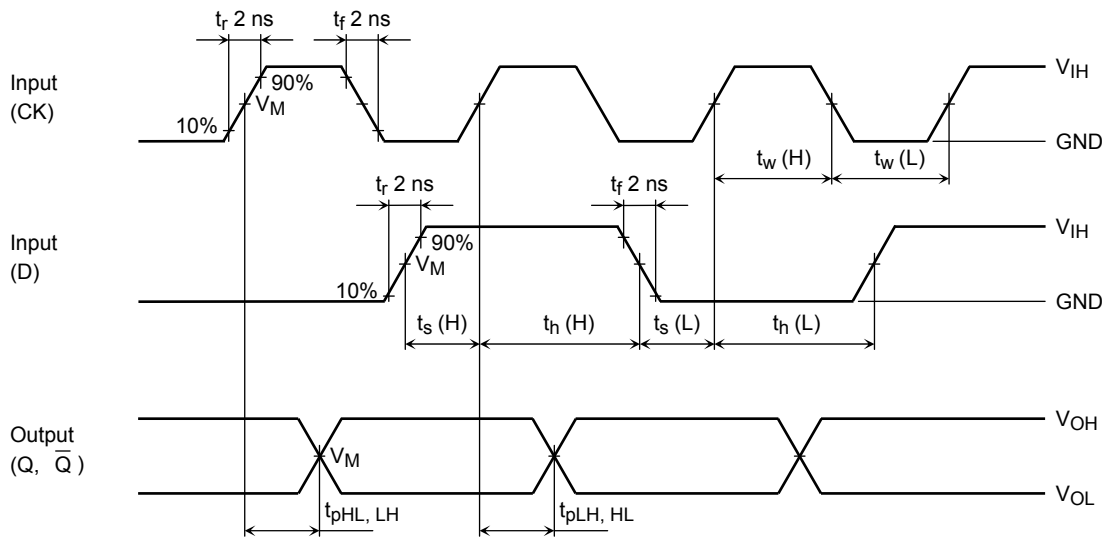 tr 2 ns
tf 2 ns
Input
(CK)
10%
90%
VM
VIH
GND
tw (H)
tw (L)
tr 2 ns
tf 2 ns
Input
(D)
10%
90%
VM
VIH
GND
ts (H)
th (H)
ts (L)
th (L)
Output
(Q, Q̅ )
VM
VOH
VOL
tpHL, LH
tpLH, HL